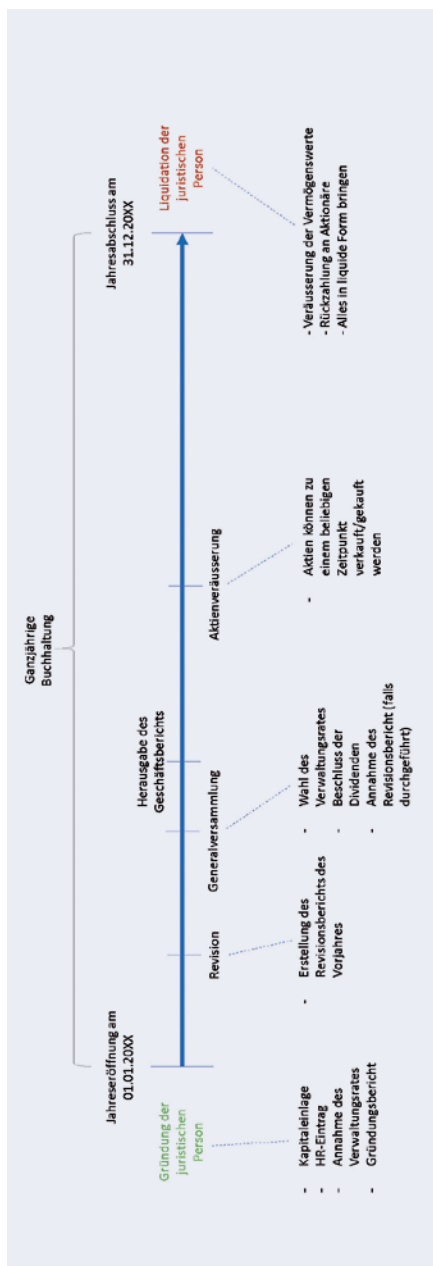 Ganzjährige
Buchhaltung
Jahreseröffnung am
01.01.20XX
Jahresabschluss am
31.12.20XX
Gründung der
juristischen
Person
Herausgabe des
Geschäftsberichts
Liquidation der
juristischen
Person
Revision
Generalversammlung
Aktienveräusserung
- Kapitaleinlage
- HR-Eintrag
- Annahme des
Verwaltungsrates
- Gründungsbericht
- Erstellung des
Revisionsberichts des
Vorjahres
- Wahl des
Verwaltungsrates
- Beschluss der
Dividenden
- Annahme des
Revisionsbericht (falls
durchgeführt)
- Aktien können zu
einem beliebigen
Zeitpunkt
verkauft/gekauft
werden
- Veräusserung der Vermögenswerte
- Rückzahlung an Aktionäre
- Alles in liquide Form bringen